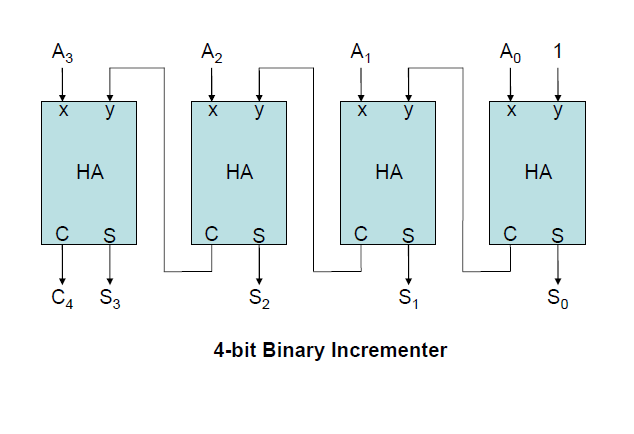 A3 A2 A1 A0 1
x y x y x y x y
HA HA HA HA
C S C S C S C S
C4 S3 S2 S1 S0
4-bit Binary Incrementer